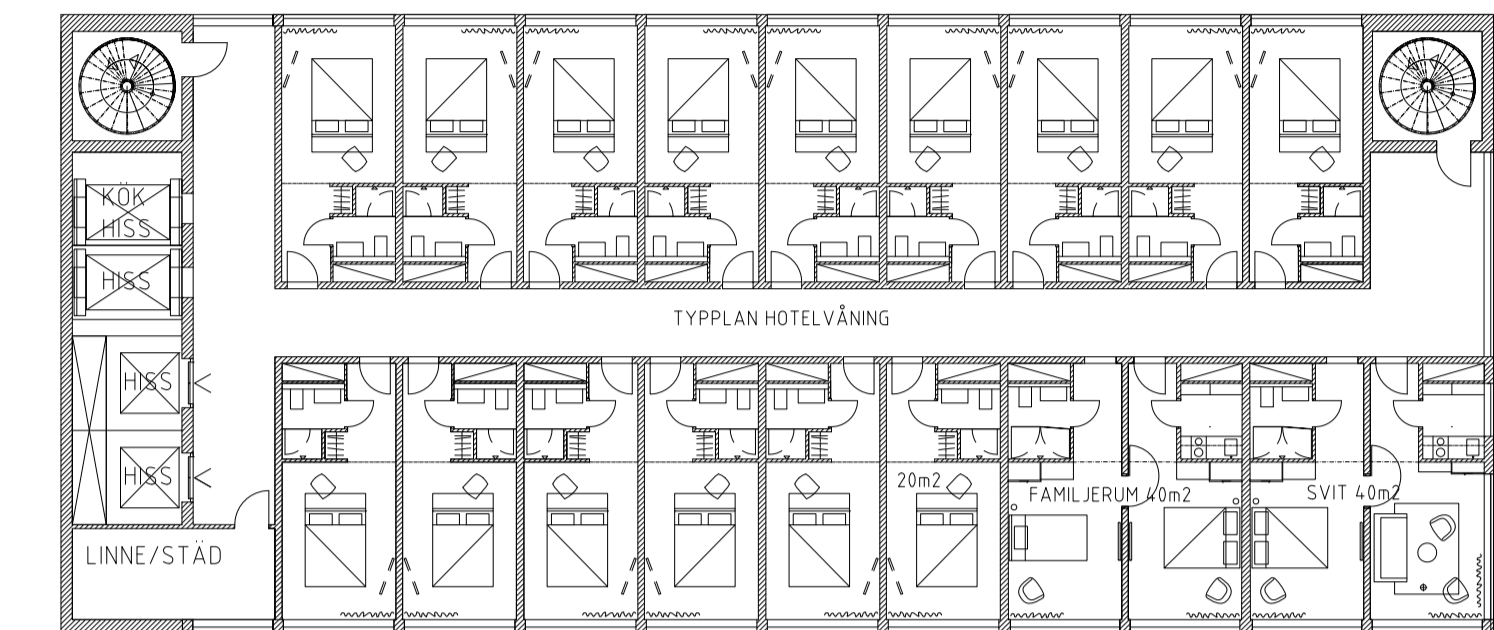 KÖK
HISS
HISS
TYPPLAN HOTELVÅNING
HISS
HISS
20m2
FAMILJERUM 40m2
SVIT 40m2
LINNE/STÄD